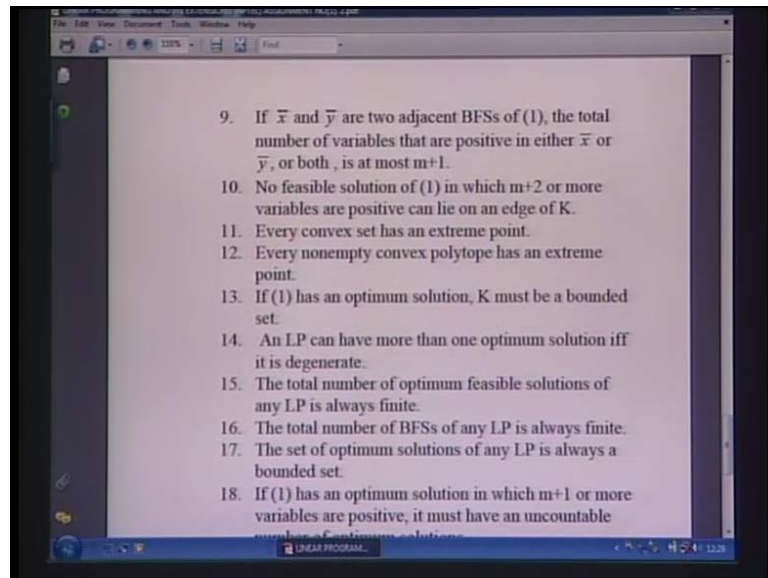 File Edit View Document Tools Window Help
Find
9. If x̄ and ȳ are two adjacent BFSs of (1), the total
number of variables that are positive in either x̄ or
ȳ, or both , is at most m+1.
10. No feasible solution of (1) in which m+2 or more
variables are positive can lie on an edge of K.
11. Every convex set has an extreme point.
12. Every nonempty convex polytope has an extreme
point.
13. If (1) has an optimum solution, K must be a bounded
set.
14. An LP can have more than one optimum solution iff
it is degenerate.
15. The total number of optimum feasible solutions of
any LP is always finite.
16. The total number of BFSs of any LP is always finite.
17. The set of optimum solutions of any LP is always a
bounded set.
18. If (1) has an optimum solution in which m+1 or more
variables are positive, it must have an uncountable
number of optimum solutions
LINEAR PROGRAM...
12:28